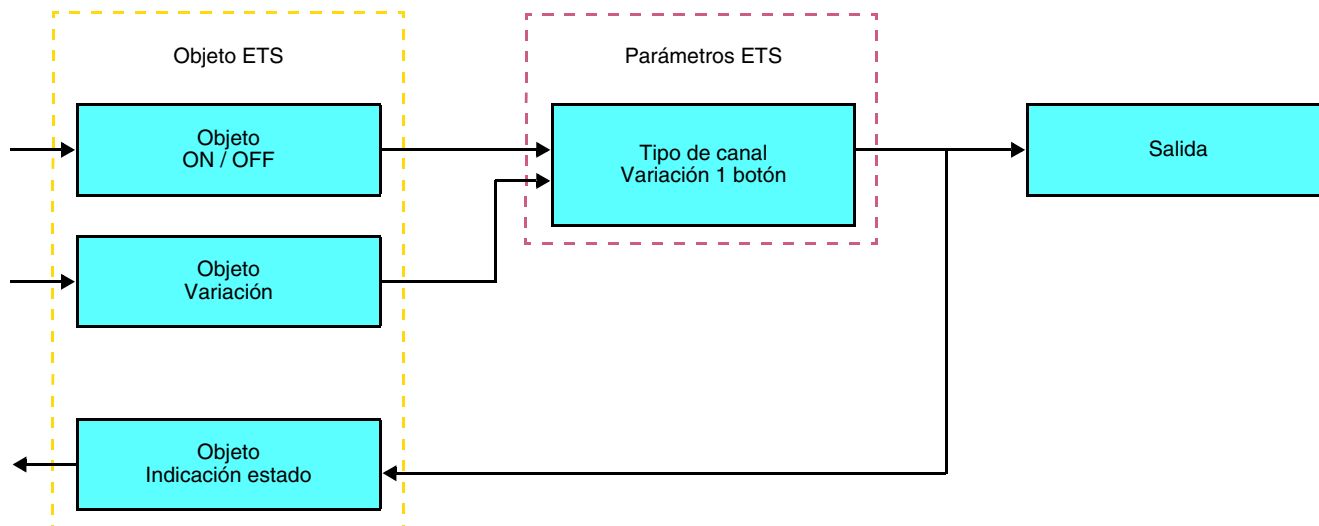 Objeto ETS
Parámetros ETS
Objeto
ON / OFF
Tipo de canal
Variación 1 botón
Salida
Objeto
Variación
Objeto
Indicación estado